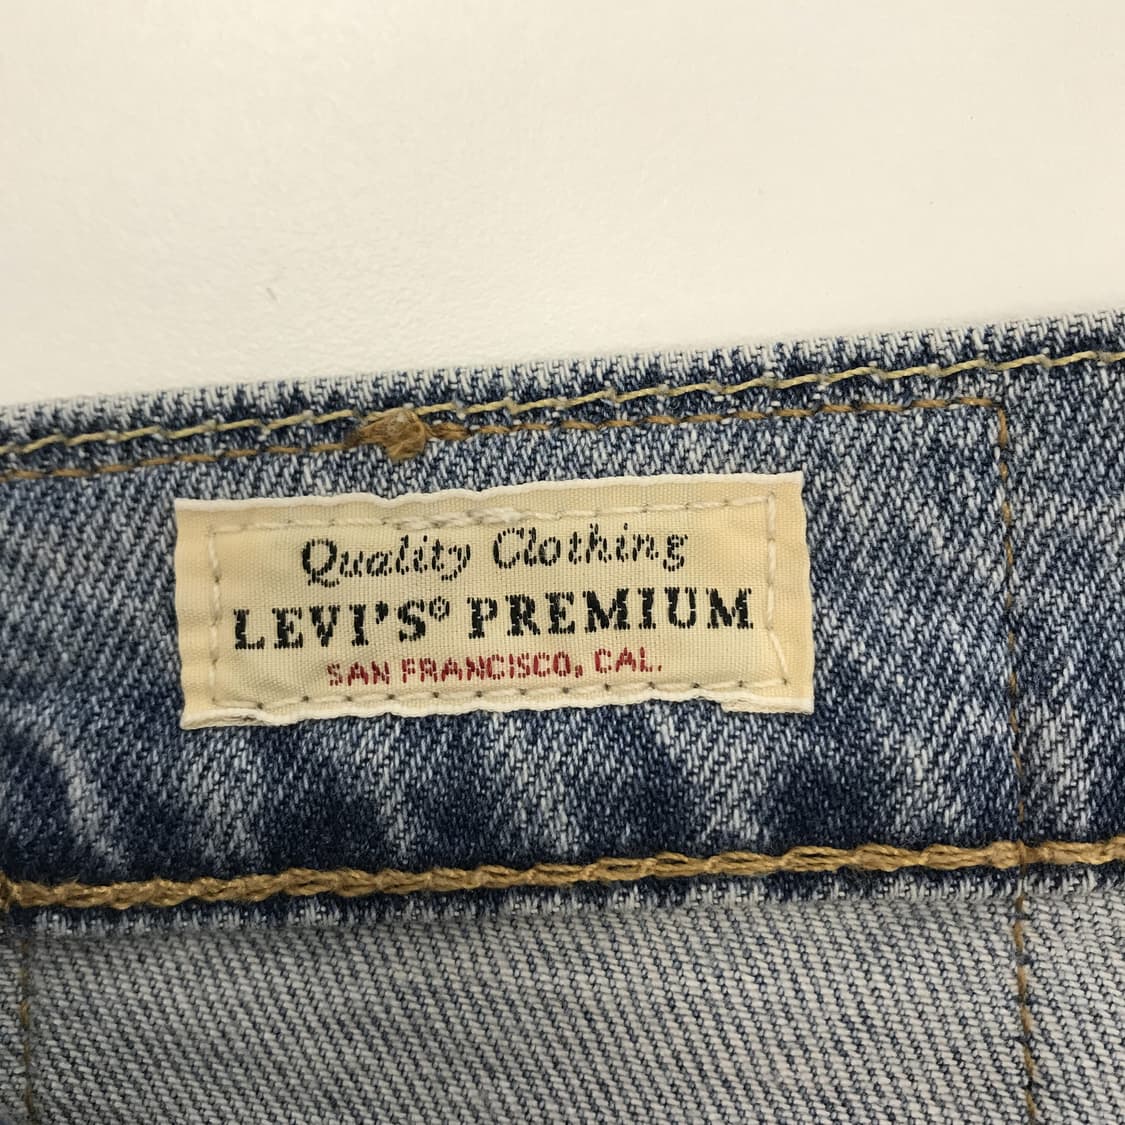 Quality Clothing
LEVI'S® PREMIUM
SAN FRANCISCO, CAL.